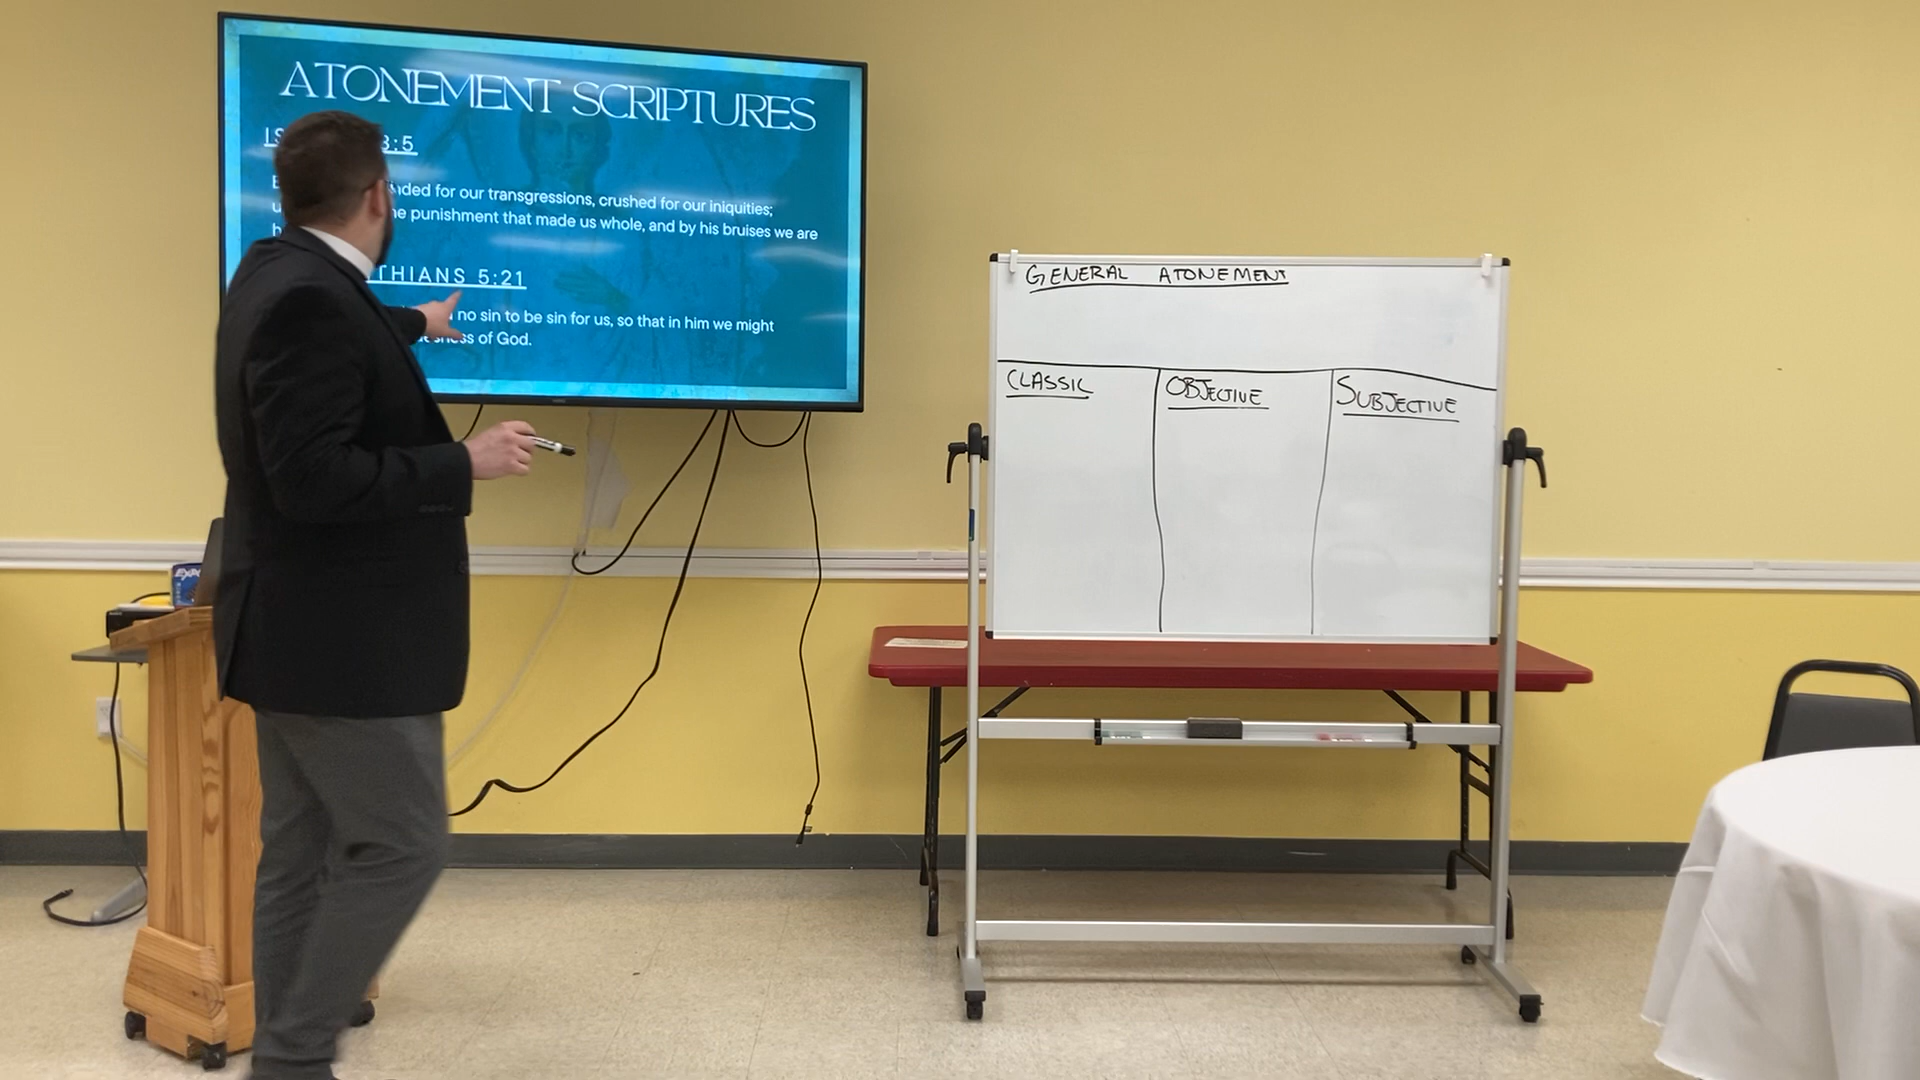 ATONEMENT SCRIPTURES
3:5
for our transgressions, crushed for our iniquities;
punishment that made us whole, and by his bruises we are
THIANS 5:21
no sin to be sin for us, so that in him we might
of God.
GENERAL ATONEMENT
CLASSIC
OBJECTIVE
SUBJECTIVE
EXPO